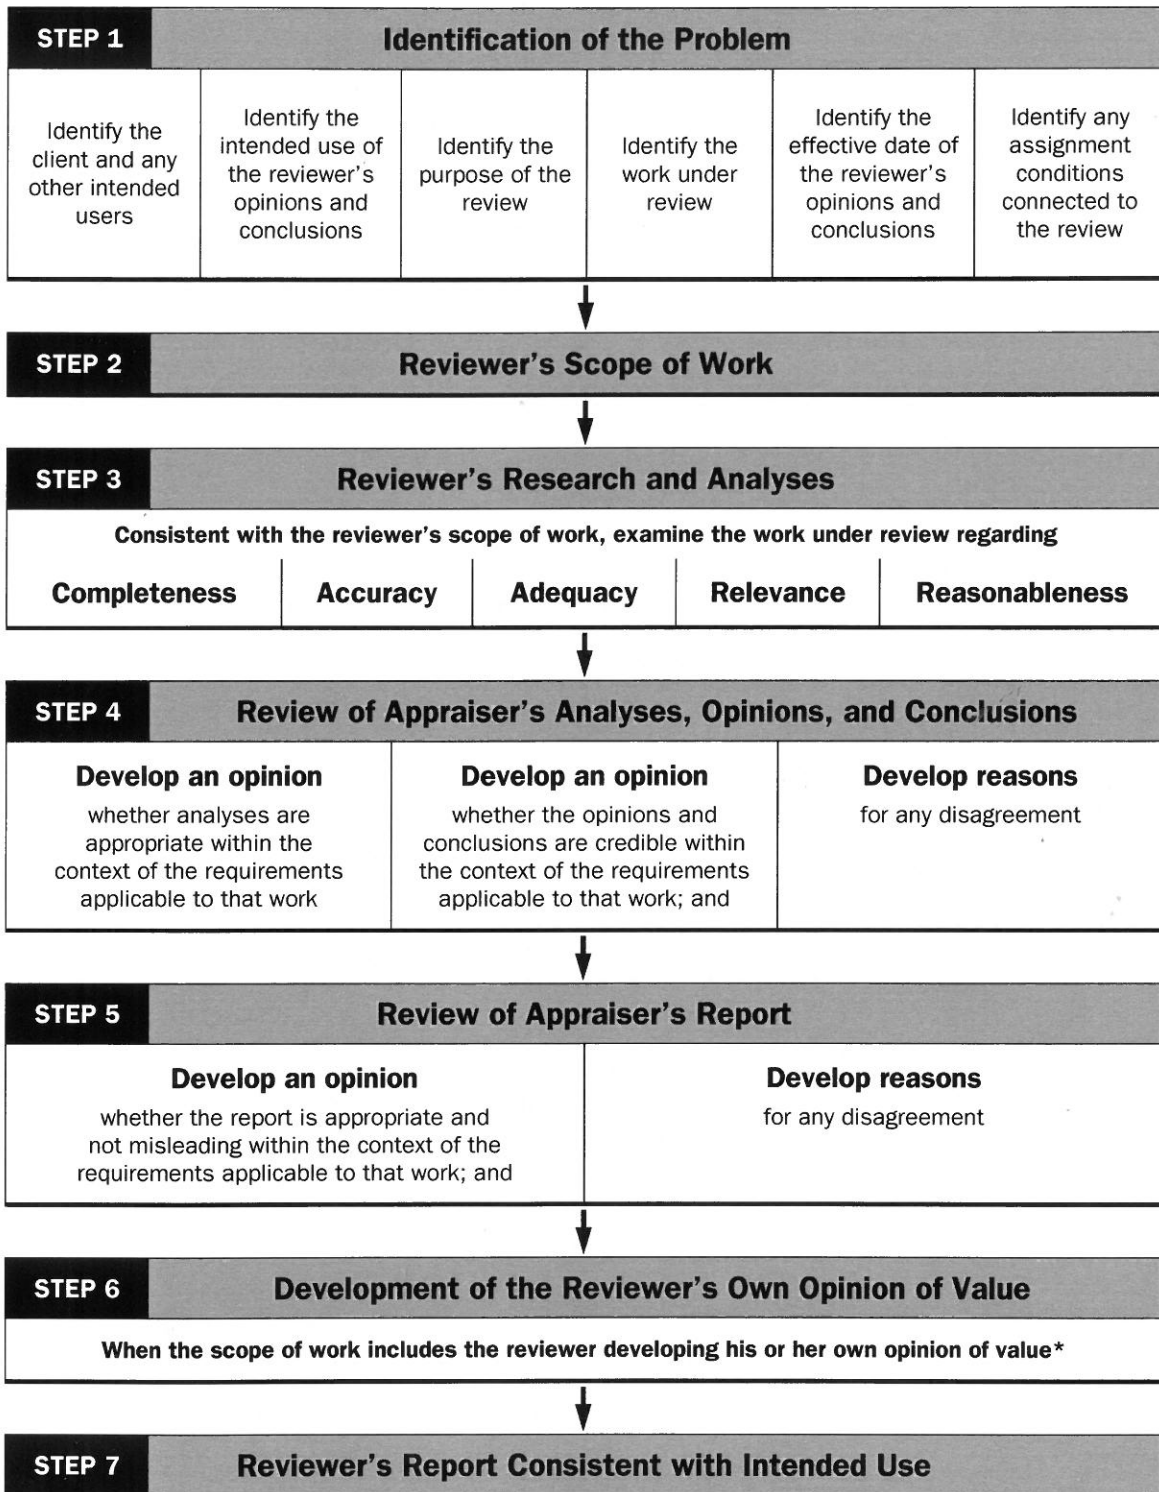 STEP 1
Identification of the Problem
Identify the
client and any
other intended
users
Identify the
intended use of
the reviewer's
opinions and
conclusions
Identify the
purpose of the
review
Identify the
work under
review
Identify the
effective date of
the reviewer's
opinions and
conclusions
Identify any
assignment
conditions
connected to
the review
STEP 2
Reviewer's Scope of Work
STEP 3
Reviewer's Research and Analyses
Consistent with the reviewer's scope of work, examine the work under review regarding
Completeness
Accuracy
Adequacy
Relevance
Reasonableness
STEP 4
Review of Appraiser's Analyses, Opinions, and Conclusions
Develop an opinion
whether analyses are
appropriate within the
context of the requirements
applicable to that work
Develop an opinion
whether the opinions and
conclusions are credible within
the context of the requirements
applicable to that work; and
Develop reasons
for any disagreement
STEP 5
Review of Appraiser's Report
Develop an opinion
whether the report is appropriate and
not misleading within the context of the
requirements applicable to that work; and
Develop reasons
for any disagreement
STEP 6
Development of the Reviewer's Own Opinion of Value
When the scope of work includes the reviewer developing his or her own opinion of value*
STEP 7
Reviewer's Report Consistent with Intended Use